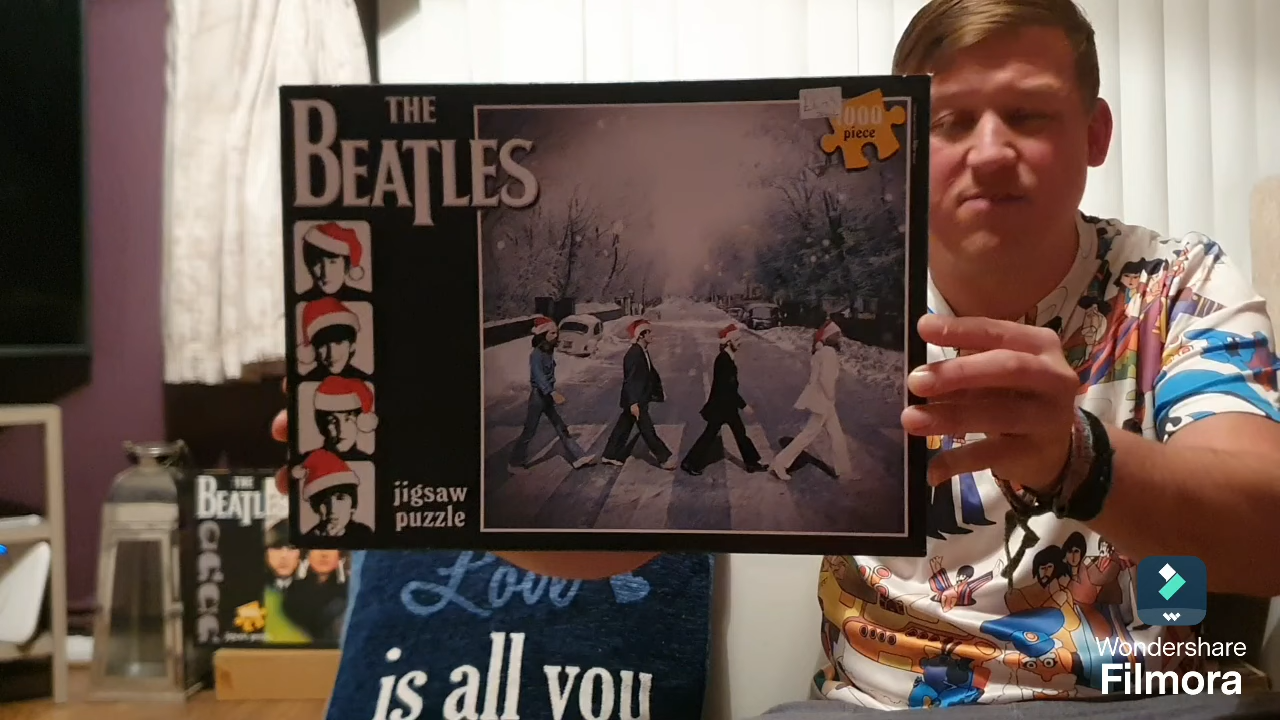 THE
BEATLES
1000
piece
jigsaw
puzzle
THE
BEATLES
Love
is all you
Wondershare
Filmora